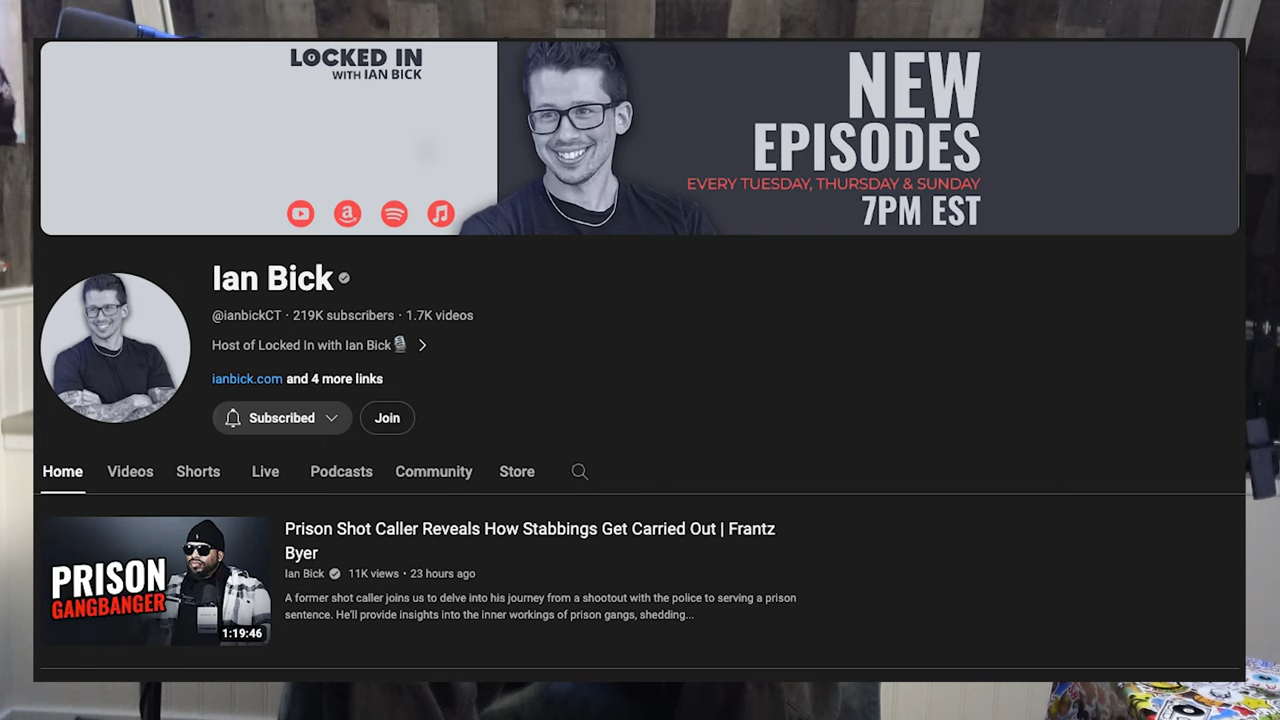 LOCKED IN
WITH IAN BICK
NEW
EPISODES
EVERY TUESDAY, THURSDAY & SUNDAY
7PM EST
Ian Bick
@ianbickCT · 219K subscribers · 1.7K videos
Host of Locked In with Ian Bick
ianbick.com and 4 more links
Subscribed
Join
Home Videos Shorts Live Podcasts Community Store
PRISON
GANGBANGER
1:19:46
Prison Shot Caller Reveals How Stabbings Get Carried Out | Frantz
Byer
Ian Bick 11K views • 23 hours ago
A former shot caller joins us to delve into his journey from a shootout with the police to serving a prison
sentence. He'll provide insights into the inner workings of prison gangs, shedding...